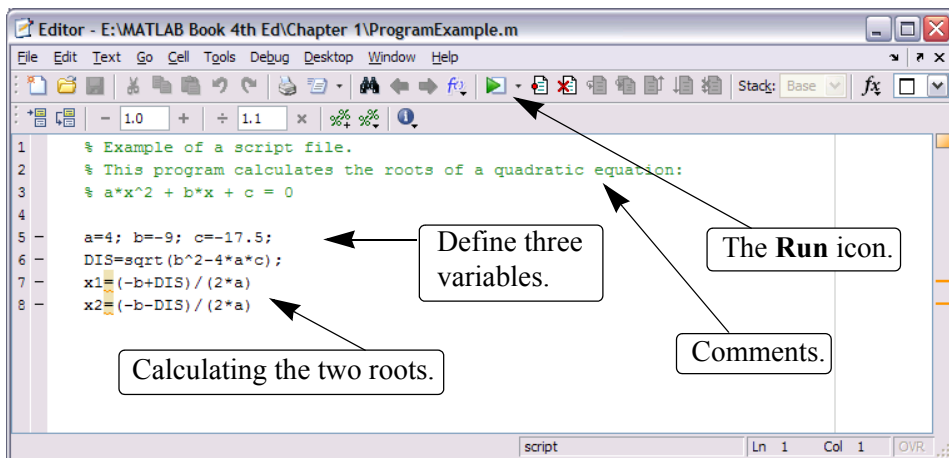 Editor - E:\MATLAB Book 4th Ed\Chapter 1\ProgramExample.m
File Edit Text Go Cell Tools Debug Desktop Window Help
Stack: Base fx
- 1.0 + ÷ 1.1 ×
1 % Example of a script file.
2 % This program calculates the roots of a quadratic equation:
3 % a*x^2 + b*x + c = 0
4
5 - a=4; b=-9; c=-17.5;
6 - DIS=sqrt(b^2-4*a*c);
7 - x1=(-b+DIS)/(2*a)
8 - x2=(-b-DIS)/(2*a)
Define three
variables.
The Run icon.
Comments.
Calculating the two roots.
script Ln 1 Col 1 OVR